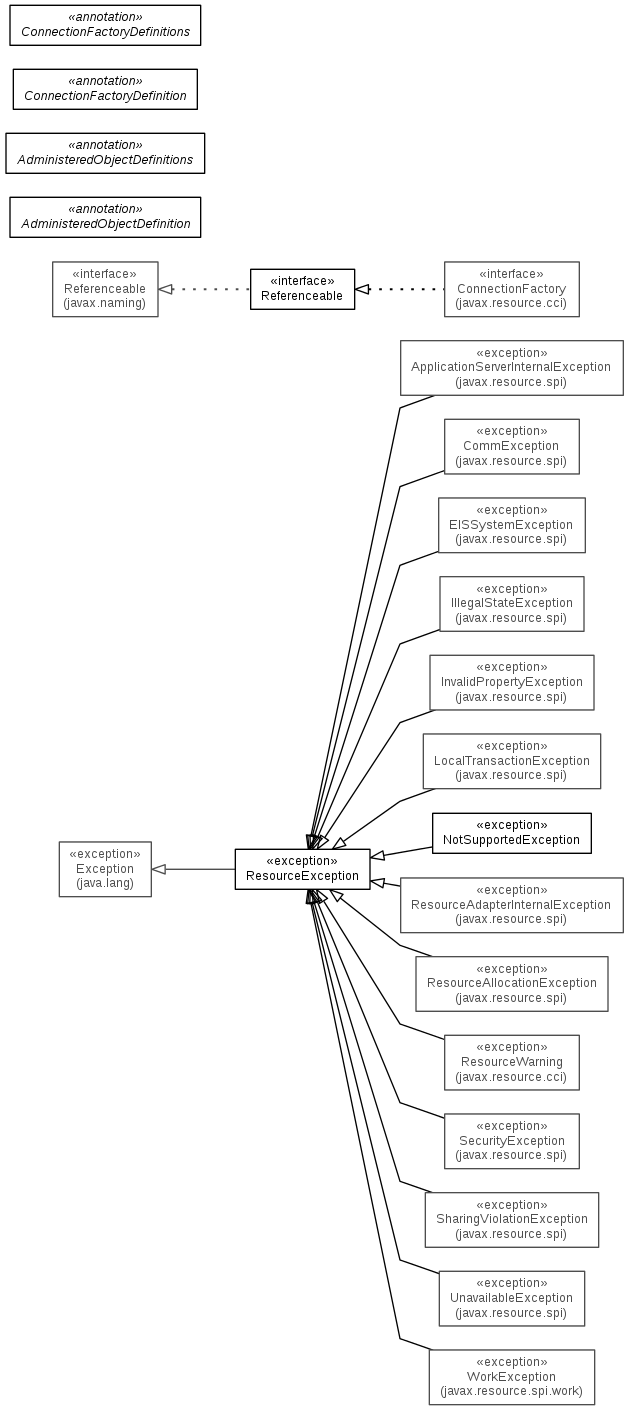 «annotation»
ConnectionFactoryDefinitions
«annotation»
ConnectionFactoryDefinition
«annotation»
AdministeredObjectDefinitions
«annotation»
AdministeredObjectDefinition
«interface»
Referenceable
(javax.naming)
«interface»
Referenceable
«interface»
ConnectionFactory
(javax.resource.cci)
«exception»
ApplicationServerInternalException
(javax.resource.spi)
«exception»
CommException
(javax.resource.spi)
«exception»
EISSystemException
(javax.resource.spi)
«exception»
IllegalStateException
(javax.resource.spi)
«exception»
InvalidPropertyException
(javax.resource.spi)
«exception»
LocalTransactionException
(javax.resource.spi)
«exception»
NotSupportedException
«exception»
Exception
(java.lang)
«exception»
ResourceException
«exception»
ResourceAdapterInternalException
(javax.resource.spi)
«exception»
ResourceAllocationException
(javax.resource.spi)
«exception»
ResourceWarning
(javax.resource.cci)
«exception»
SecurityException
(javax.resource.spi)
«exception»
SharingViolationException
(javax.resource.spi)
«exception»
UnavailableException
(javax.resource.spi)
«exception»
WorkException
(javax.resource.spi.work)